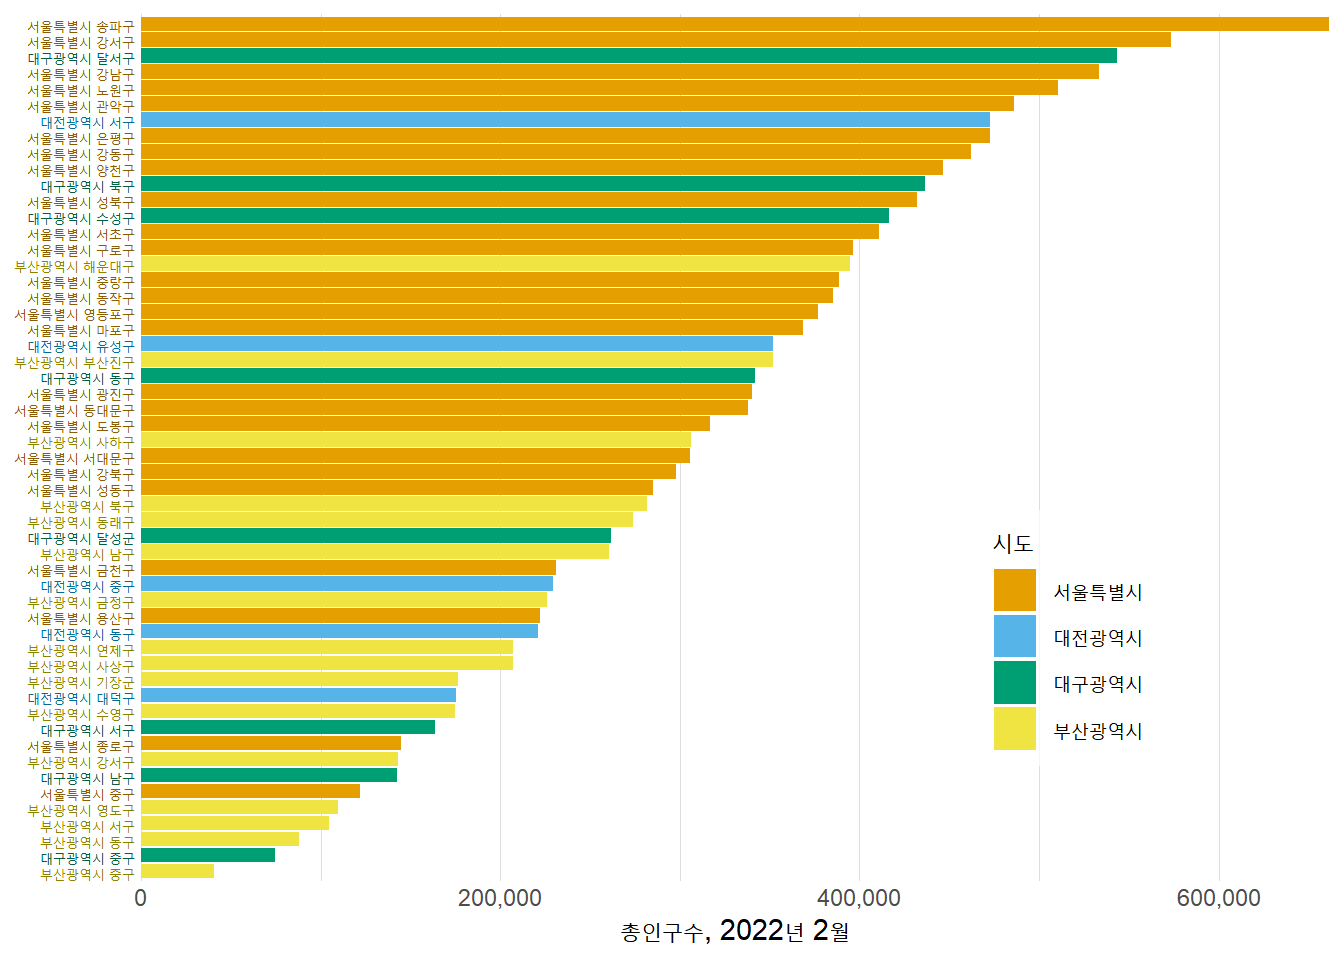 서울특별시 송파구
서울특별시 강서구
대구광역시 달서구
서울특별시 강남구
서울특별시 노원구
서울특별시 관악구
대전광역시 서구
서울특별시 은평구
서울특별시 강동구
서울특별시 양천구
대구광역시 북구
서울특별시 성북구
대구광역시 수성구
서울특별시 서초구
서울특별시 구로구
부산광역시 해운대구
서울특별시 중랑구
서울특별시 동작구
서울특별시 영등포구
서울특별시 마포구
대전광역시 유성구
부산광역시 부산진구
대구광역시 동구
서울특별시 광진구
서울특별시 동대문구
서울특별시 도봉구
부산광역시 사하구
서울특별시 서대문구
서울특별시 강북구
서울특별시 성동구
부산광역시 북구
부산광역시 동래구
대구광역시 달성군
부산광역시 남구
서울특별시 금천구
대전광역시 중구
부산광역시 금정구
서울특별시 용산구
대전광역시 동구
부산광역시 연제구
부산광역시 사상구
부산광역시 기장군
대전광역시 대덕구
부산광역시 수영구
대구광역시 서구
서울특별시 종로구
부산광역시 강서구
대구광역시 남구
서울특별시 중구
부산광역시 영도구
부산광역시 서구
부산광역시 동구
대구광역시 중구
부산광역시 중구
0 200,000 400,000 600,000
총인구수, 2022년 2월
시도
서울특별시
대전광역시
대구광역시
부산광역시